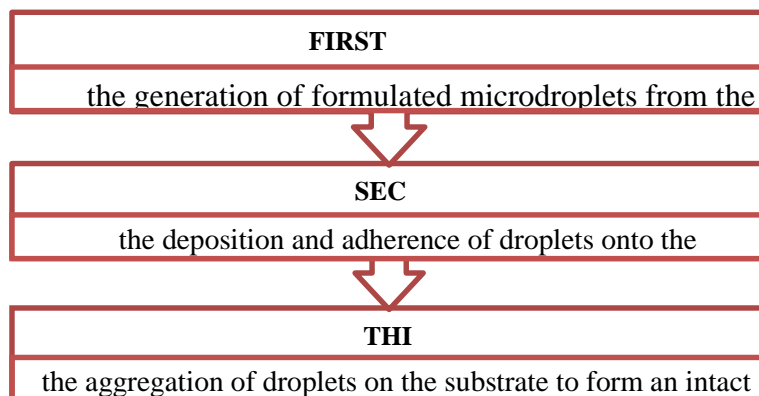 FIRST
the generation of formulated microdroplets from the
SEC
the deposition and adherence of droplets onto the
THI
the aggregation of droplets on the substrate to form an intact